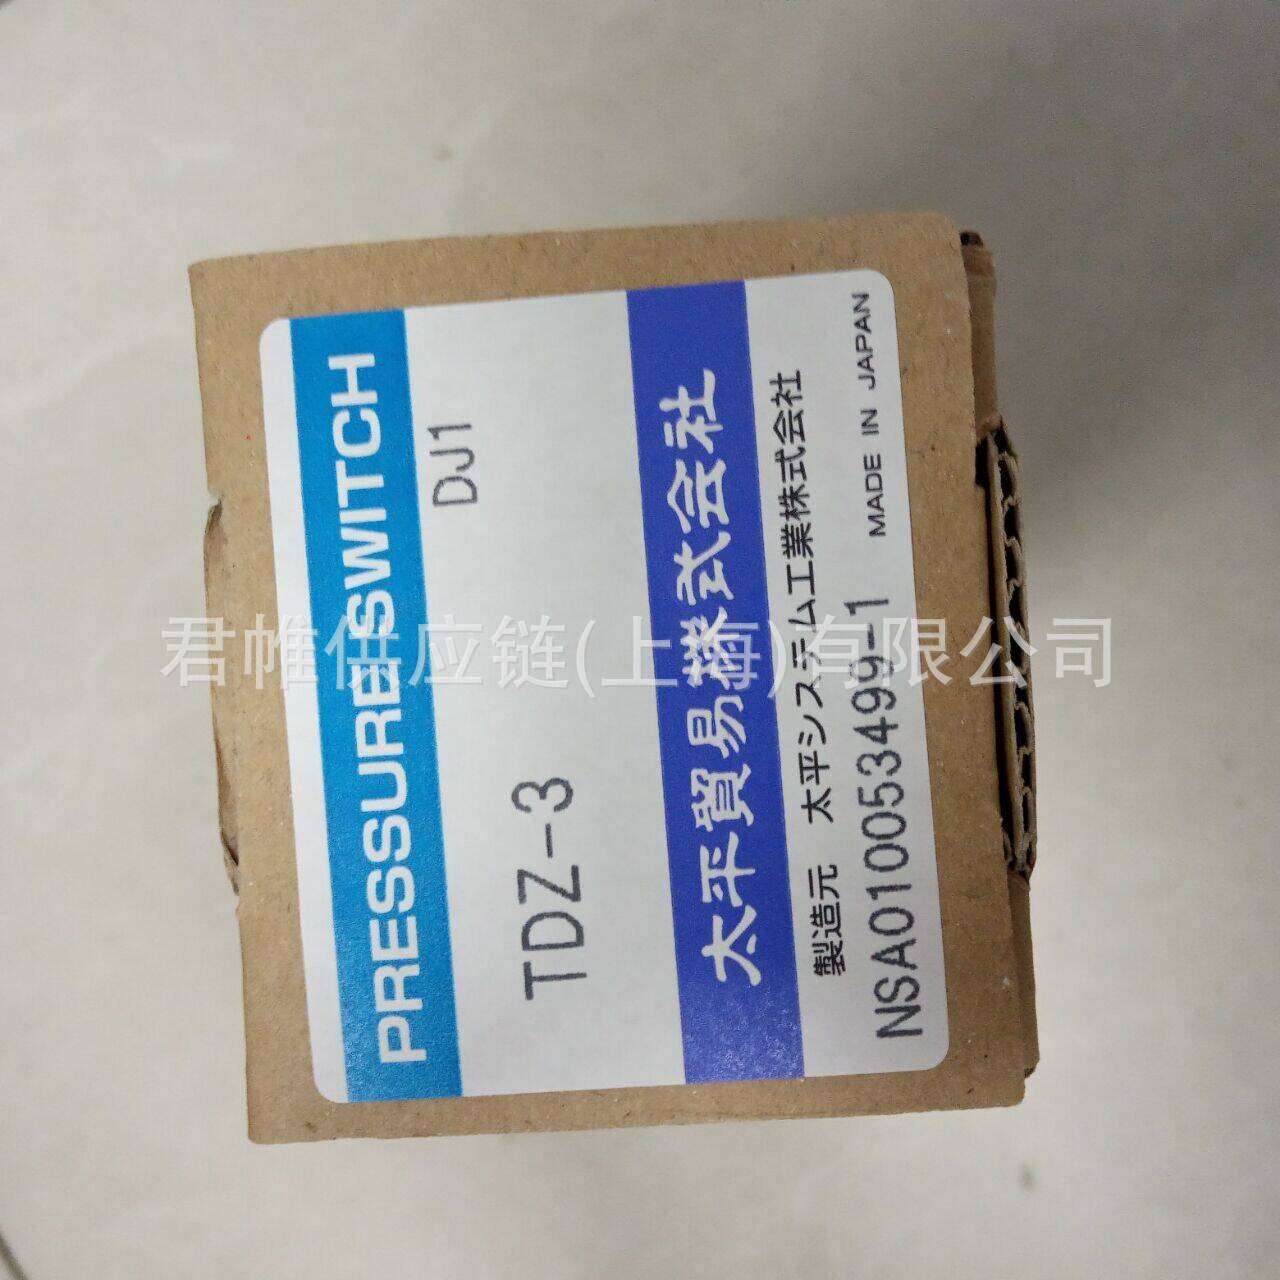 PRESSURE SWITCH
DJ1
TDZ-3
太平貿易株式会社
製造元 太平システム工業株式会社
NSA010053499-1 MADE IN JAPAN
君帷供应链(上海)有限公司